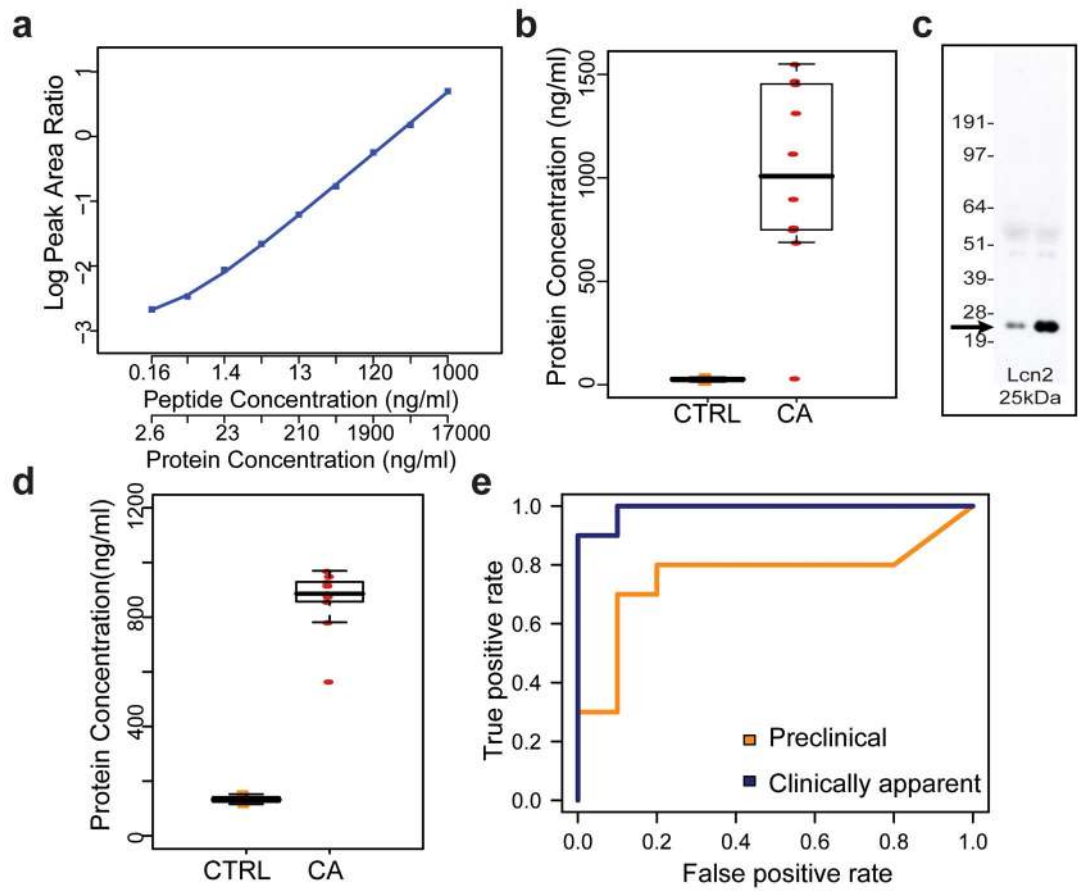 a
Log Peak Area Ratio
1
0
−1
−2
−3
0.16 1.4 13 120 1000
Peptide Concentration (ng/ml)
2.6 23 210 1900 17000
Protein Concentration (ng/ml)
b
Protein Concentration (ng/ml)
1500
1000
500
0
CTRL CA
c
191-
97-
64-
51-
39-
28-
19-
Lcn2
25kDa
d
Protein Concentration(ng/ml)
1200
800
400
0
CTRL CA
e
True positive rate
1.0
0.8
0.6
0.4
0.2
0.0
Preclinical
Clinically apparent
0.0 0.2 0.4 0.6 0.8 1.0
False positive rate